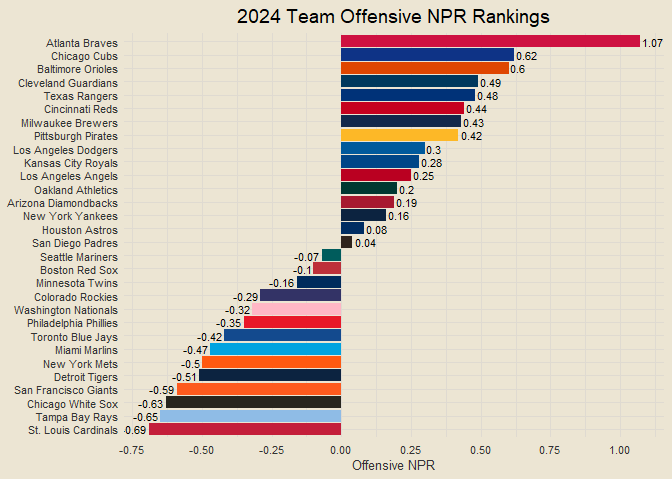 2024 Team Offensive NPR Rankings
Atlanta Braves 1.07
Chicago Cubs 0.62
Baltimore Orioles 0.6
Cleveland Guardians 0.49
Texas Rangers 0.48
Cincinnati Reds 0.44
Milwaukee Brewers 0.43
Pittsburgh Pirates 0.42
Los Angeles Dodgers 0.3
Kansas City Royals 0.28
Los Angeles Angels 0.25
Oakland Athletics 0.2
Arizona Diamondbacks 0.19
New York Yankees 0.16
Houston Astros 0.08
San Diego Padres 0.04
Seattle Mariners -0.07
Boston Red Sox -0.1
Minnesota Twins -0.16
Colorado Rockies -0.29
Washington Nationals -0.32
Philadelphia Phillies -0.35
Toronto Blue Jays -0.42
Miami Marlins -0.47
New York Mets -0.5
Detroit Tigers -0.51
San Francisco Giants -0.59
Chicago White Sox -0.63
Tampa Bay Rays -0.65
St. Louis Cardinals -0.69
-0.75 -0.50 -0.25 0.00 0.25 0.50 0.75 1.00
Offensive NPR